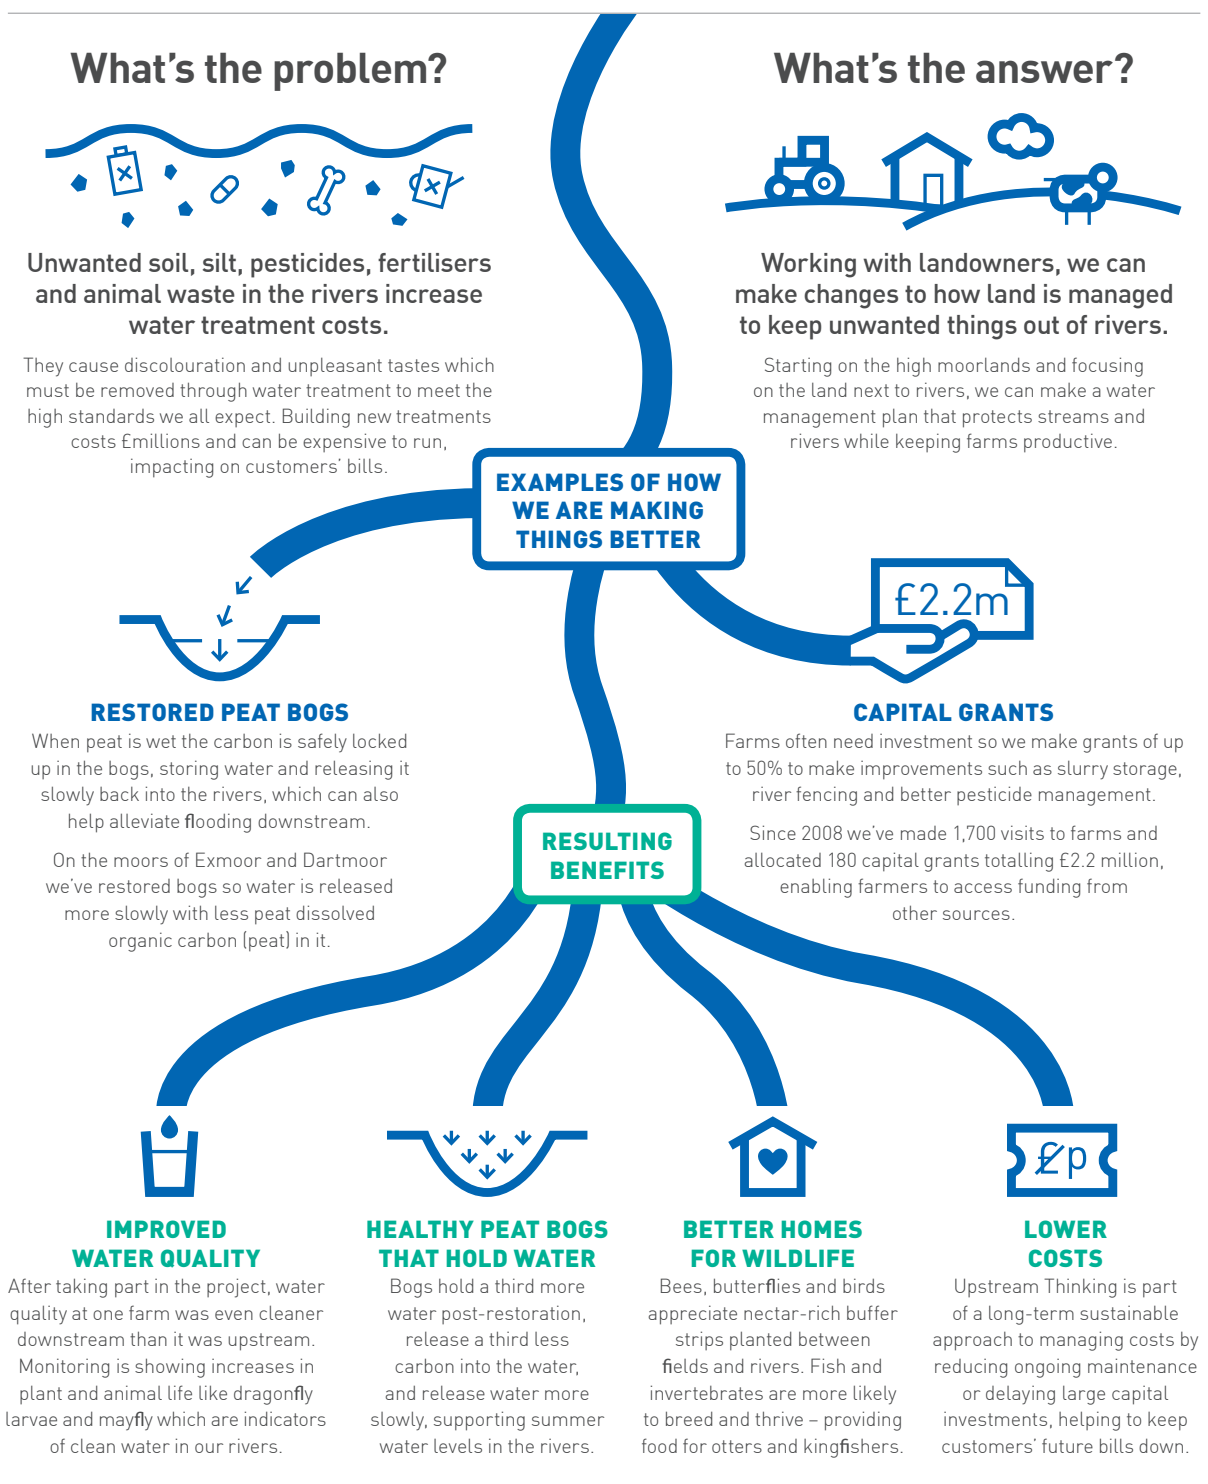 What's the problem?
Unwanted soil, silt, pesticides, fertilisers
and animal waste in the rivers increase
water treatment costs.
They cause discolouration and unpleasant tastes which
must be removed through water treatment to meet the
high standards we all expect. Building new treatments
costs £millions and can be expensive to run,
impacting on customers' bills.
What's the answer?
Working with landowners, we can
make changes to how land is managed
to keep unwanted things out of rivers.
Starting on the high moorlands and focusing
on the land next to rivers, we can make a water
management plan that protects streams and
rivers while keeping farms productive.
EXAMPLES OF HOW
WE ARE MAKING
THINGS BETTER
RESTORED PEAT BOGS
When peat is wet the carbon is safely locked
up in the bogs, storing water and releasing it
slowly back into the rivers, which can also
help alleviate flooding downstream.
On the moors of Exmoor and Dartmoor
we've restored bogs so water is released
more slowly with less peat dissolved
organic carbon (peat) in it.
£2.2m
CAPITAL GRANTS
Farms often need investment so we make grants of up
to 50% to make improvements such as slurry storage,
river fencing and better pesticide management.
Since 2008 we've made 1,700 visits to farms and
allocated 180 capital grants totalling £2.2 million,
enabling farmers to access funding from
other sources.
RESULTING
BENEFITS
IMPROVED
WATER QUALITY
After taking part in the project, water
quality at one farm was even cleaner
downstream than it was upstream.
Monitoring is showing increases in
plant and animal life like dragonfly
larvae and mayfly which are indicators
of clean water in our rivers.
HEALTHY PEAT BOGS
THAT HOLD WATER
Bogs hold a third more
water post-restoration,
release a third less
carbon into the water,
and release water more
slowly, supporting summer
water levels in the rivers.
BETTER HOMES
FOR WILDLIFE
Bees, butterflies and birds
appreciate nectar-rich buffer
strips planted between
fields and rivers. Fish and
invertebrates are more likely
to breed and thrive – providing
food for otters and kingfishers.
£p
LOWER
COSTS
Upstream Thinking is part
of a long-term sustainable
approach to managing costs by
reducing ongoing maintenance
or delaying large capital
investments, helping to keep
customers' future bills down.